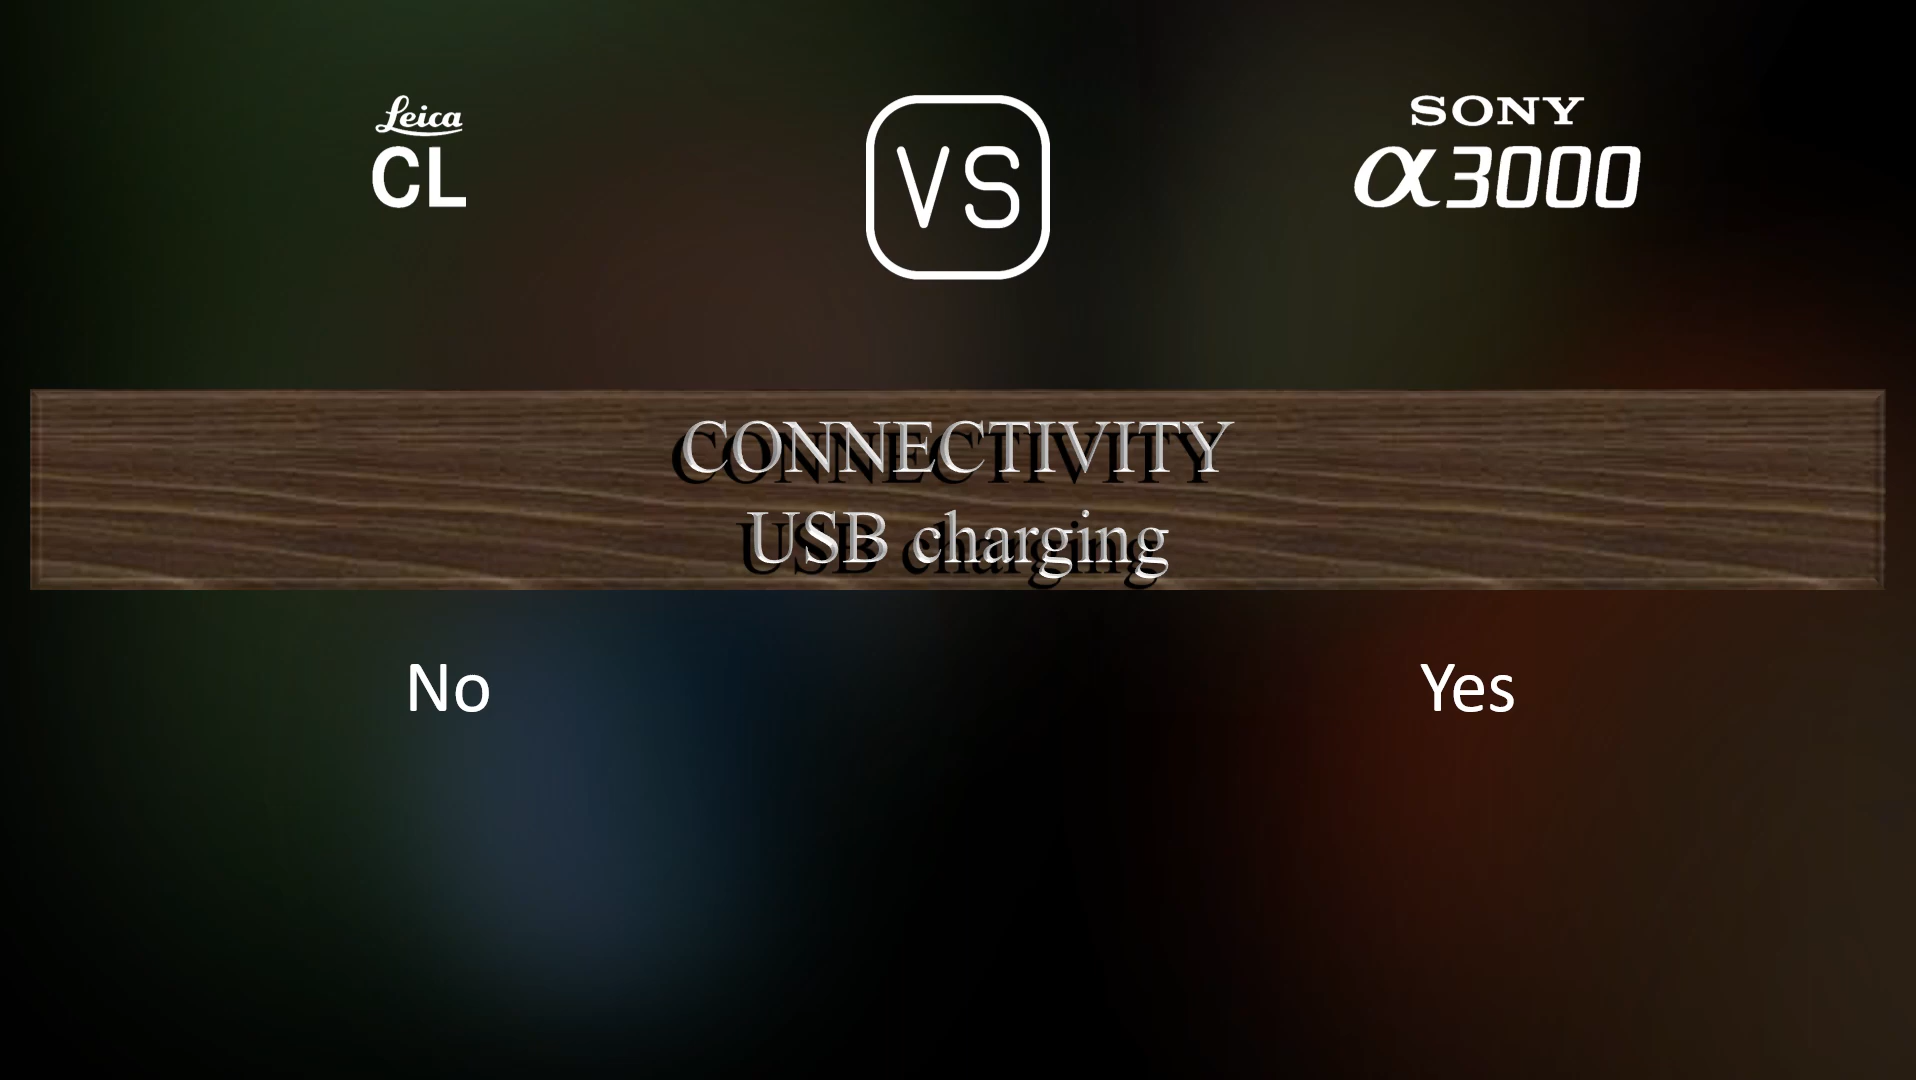 Leica
CL
VS
SONY
α3000
CONNECTIVITY
USB charging
No
Yes